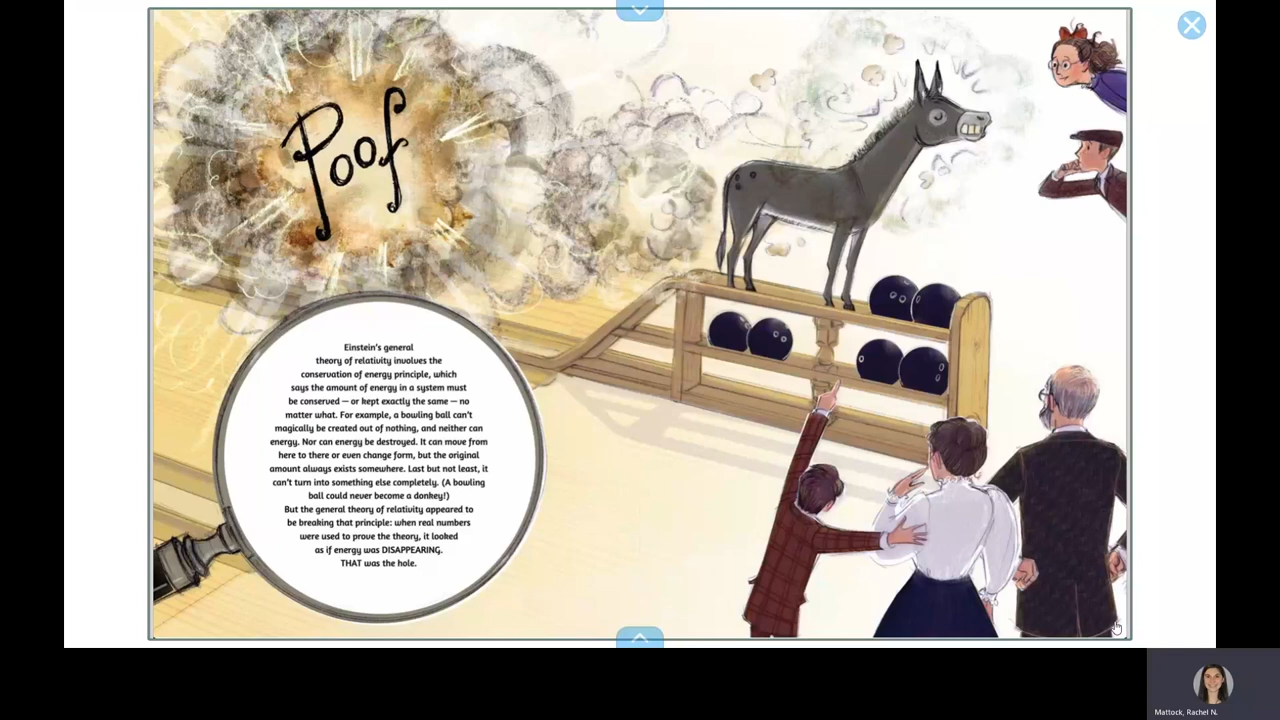 Poof
Einstein's general
theory of relativity involves the
conservation of energy principle, which
says the amount of energy in a system must
be conserved — or kept exactly the same — no
matter what. For example, a bowling ball can't
magically be created out of nothing, and neither can
energy. Nor can energy be destroyed. It can move from
here to there or even change form, but the original
amount always exists somewhere. Last but not least, it
can't turn into something else completely. (A bowling
ball could never become a donkey!)
But the general theory of relativity appeared to
be breaking that principle: when real numbers
were used to prove the theory, it looked
as if energy was DISAPPEARING.
THAT was the hole.
Mattock, Rachel N.